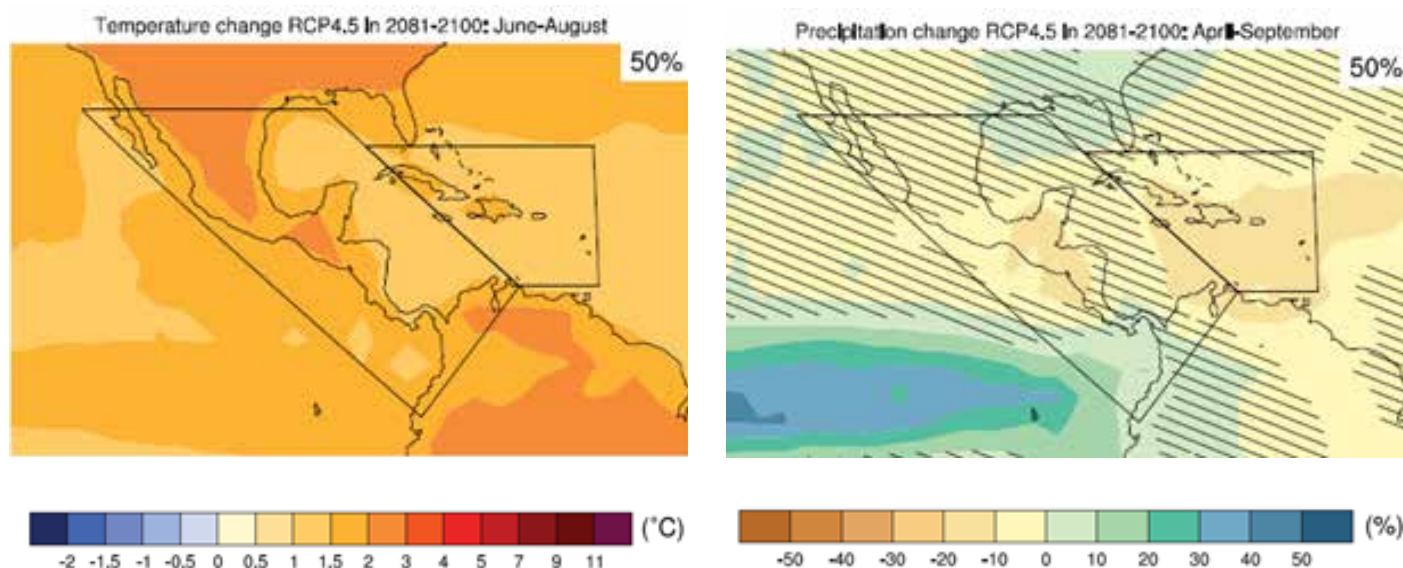 Temperature change RCP4.5 in 2081-2100: June-August
50%
-2 -1.5 -1 -0.5 0 0.5 1 1.5 2 3 4 5 7 9 11
(°C)
Precipitation change RCP4.5 in 2081-2100: April-September
50%
-50 -40 -30 -20 -10 0 10 20 30 40 50
(%)